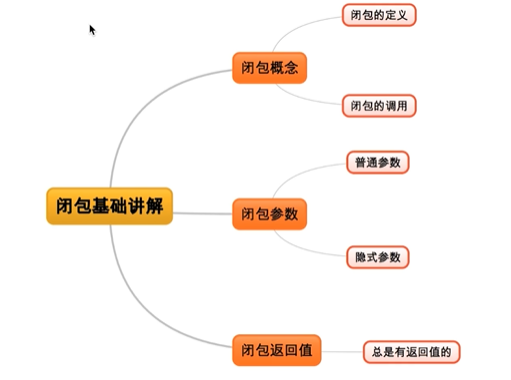 闭包的定义
闭包概念
闭包的调用
普通参数
闭包基础讲解
闭包参数
隐式参数
闭包返回值
总是有返回值的